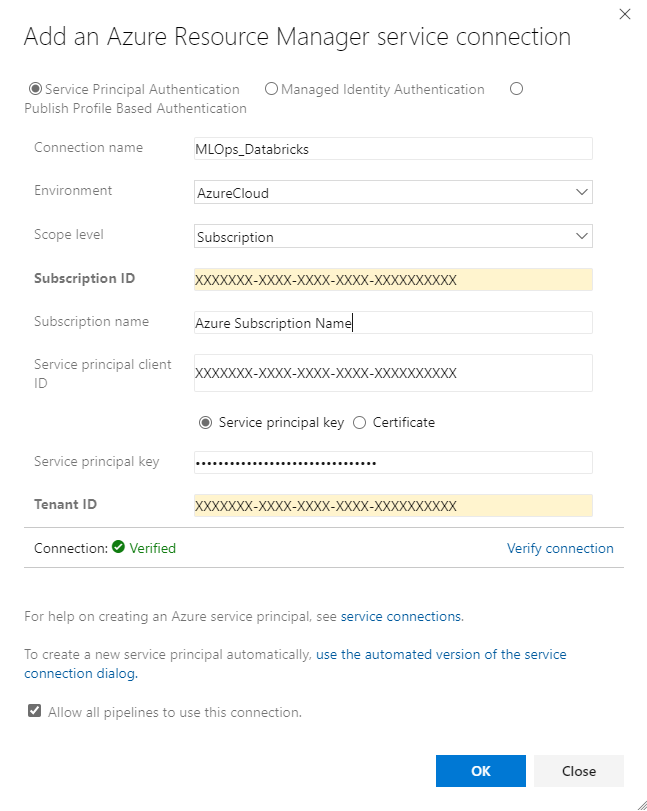 Add an Azure Resource Manager service connection
Service Principal Authentication Managed Identity Authentication
Publish Profile Based Authentication
Connection name MLOps_Databricks
Environment AzureCloud
Scope level Subscription
Subscription ID XXXXXXX-XXXX-XXXX-XXXX-XXXXXXXXXX
Subscription name Azure Subscription Name
Service principal client
ID
XXXXXXX-XXXX-XXXX-XXXX-XXXXXXXXXX
Service principal key Certificate
Service principal key ••••••••••••••••••••••••••••••••
Tenant ID XXXXXXX-XXXX-XXXX-XXXX-XXXXXXXXXX
Connection: Verified Verify connection
For help on creating an Azure service principal, see service connections.
To create a new service principal automatically, use the automated version of the service
connection dialog.
Allow all pipelines to use this connection.
OK Close